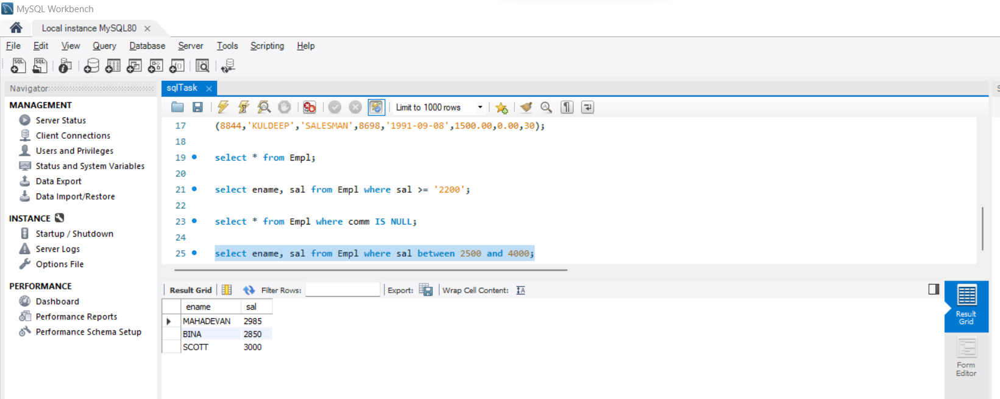 MySQL Workbench
Local instance MySQL80
File Edit View Query Database Server Tools Scripting Help
Navigator
MANAGEMENT
Server Status
Client Connections
Users and Privileges
Status and System Variables
Data Export
Data Import/Restore
INSTANCE
Startup / Shutdown
Server Logs
Options File
PERFORMANCE
Dashboard
Performance Reports
Performance Schema Setup
sqlTask
Limit to 1000 rows
17 (8844,'KULDEEP','SALESMAN',8698,'1991-09-08',1500.00,0.00,30);
18
19 select * from Empl;
20
21 select ename, sal from Empl where sal >= '2200';
22
23 select * from Empl where comm IS NULL;
24
25 select ename, sal from Empl where sal between 2500 and 4000;
Result Grid Filter Rows: Export: Wrap Cell Content:
ename sal
MAHADEVAN 2985
BINA 2850
SCOTT 3000
Result
Grid
Form
Editor